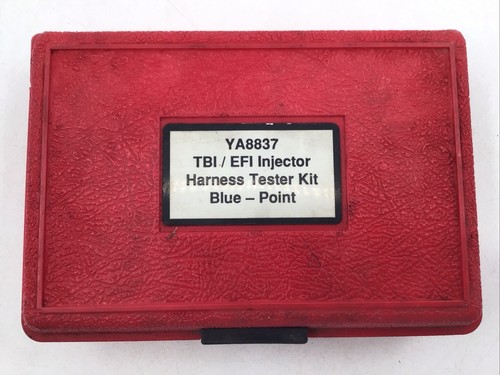 YA8837
TBI / EFI Injector
Harness Tester Kit
Blue – Point